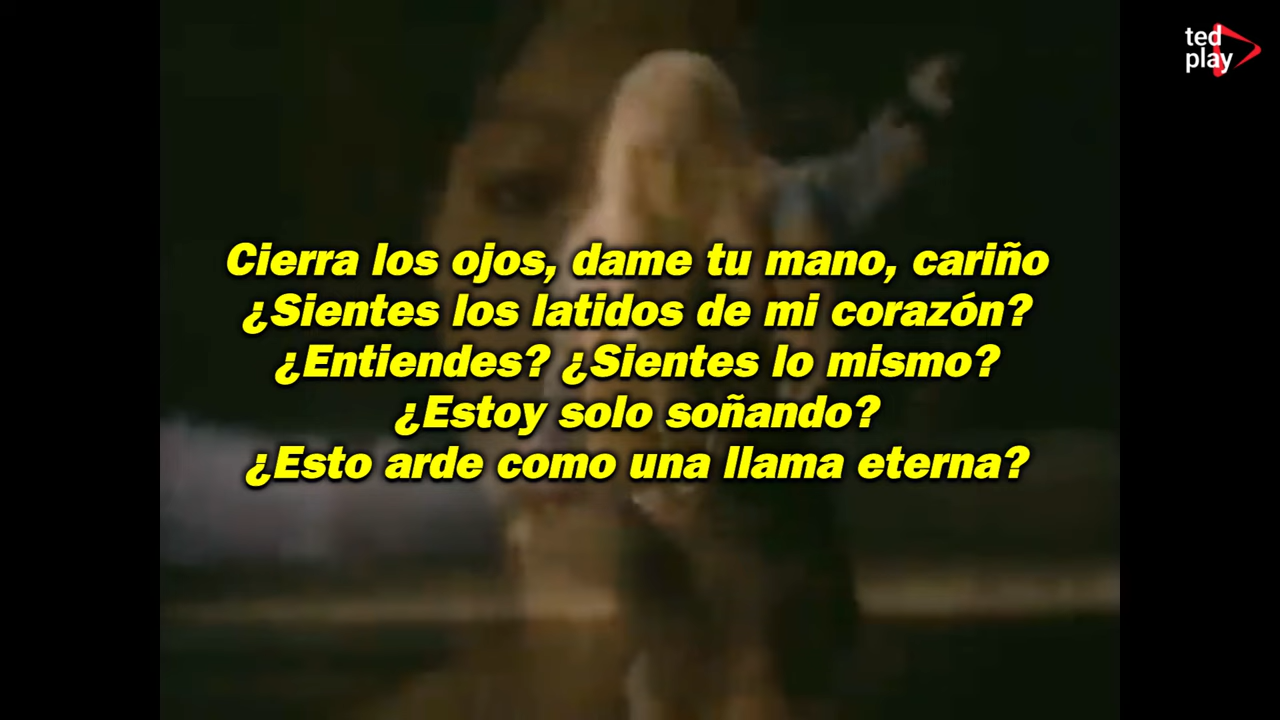 ted
play
Cierra los ojos, dame tu mano, cariño
¿Sientes los latidos de mi corazón?
¿Entiendes? ¿Sientes lo mismo?
¿Estoy solo soñando?
¿Esto arde como una llama eterna?